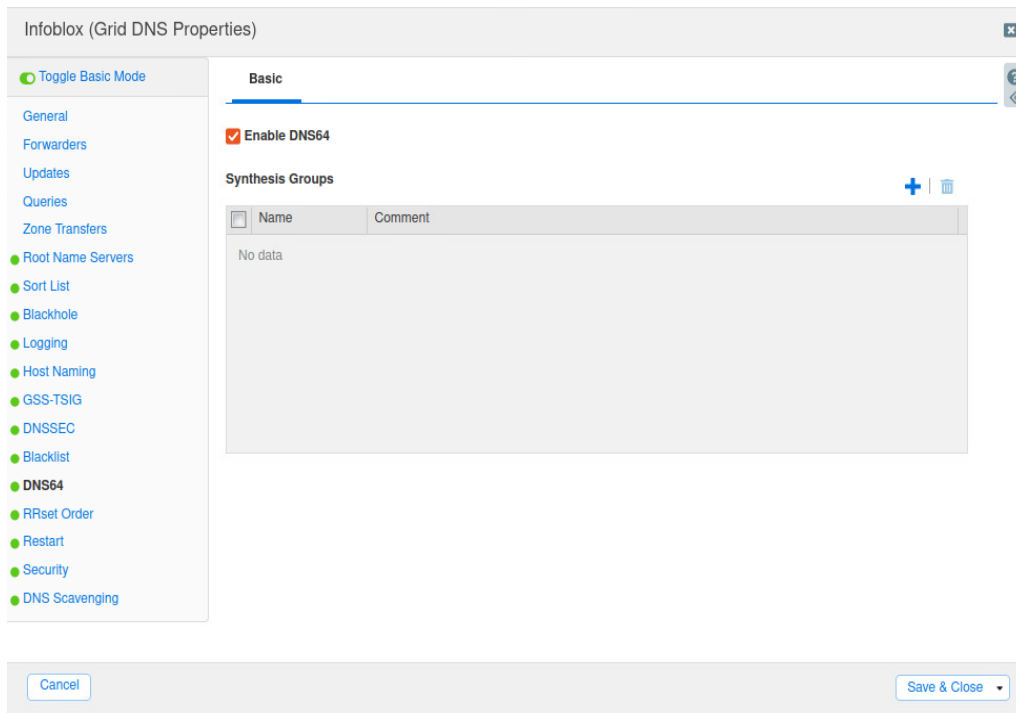 Infoblox (Grid DNS Properties)
Toggle Basic Mode
General
Forwarders
Updates
Queries
Zone Transfers
Root Name Servers
Sort List
Blackhole
Logging
Host Naming
GSS-TSIG
DNSSEC
Blacklist
DNS64
RRset Order
Restart
Security
DNS Scavenging
Basic
Enable DNS64
Synthesis Groups
Name Comment
No data
Cancel Save & Close